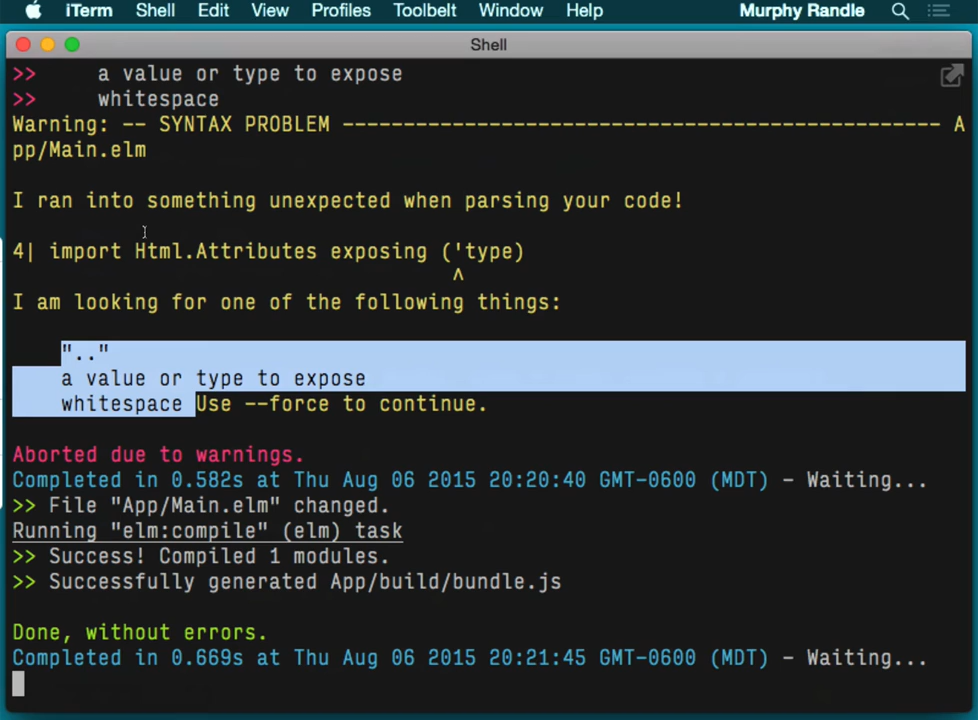 iTerm Shell Edit View Profiles Toolbelt Window Help Murphy Randle
Shell
>> a value or type to expose
>> whitespace
Warning: -- SYNTAX PROBLEM ------------------------------------------------- A
pp/Main.elm
I ran into something unexpected when parsing your code!
4| import Html.Attributes exposing ('type)
^
I am looking for one of the following things:
".."
a value or type to expose
whitespace Use --force to continue.
Aborted due to warnings.
Completed in 0.582s at Thu Aug 06 2015 20:20:40 GMT-0600 (MDT) - Waiting...
>> File "App/Main.elm" changed.
Running "elm:compile" (elm) task
>> Success! Compiled 1 modules.
>> Successfully generated App/build/bundle.js
Done, without errors.
Completed in 0.669s at Thu Aug 06 2015 20:21:45 GMT-0600 (MDT) - Waiting...